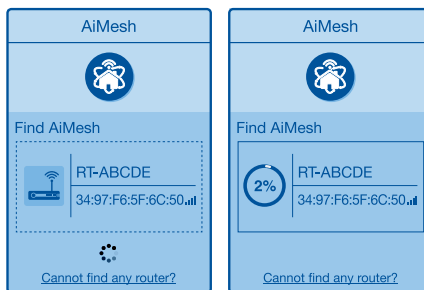 AiMesh
Find AiMesh
RT-ABCDE
34:97:F6:5F:6C:50
Cannot find any router?
AiMesh
Find AiMesh
2%
RT-ABCDE
34:97:F6:5F:6C:50
Cannot find any router?